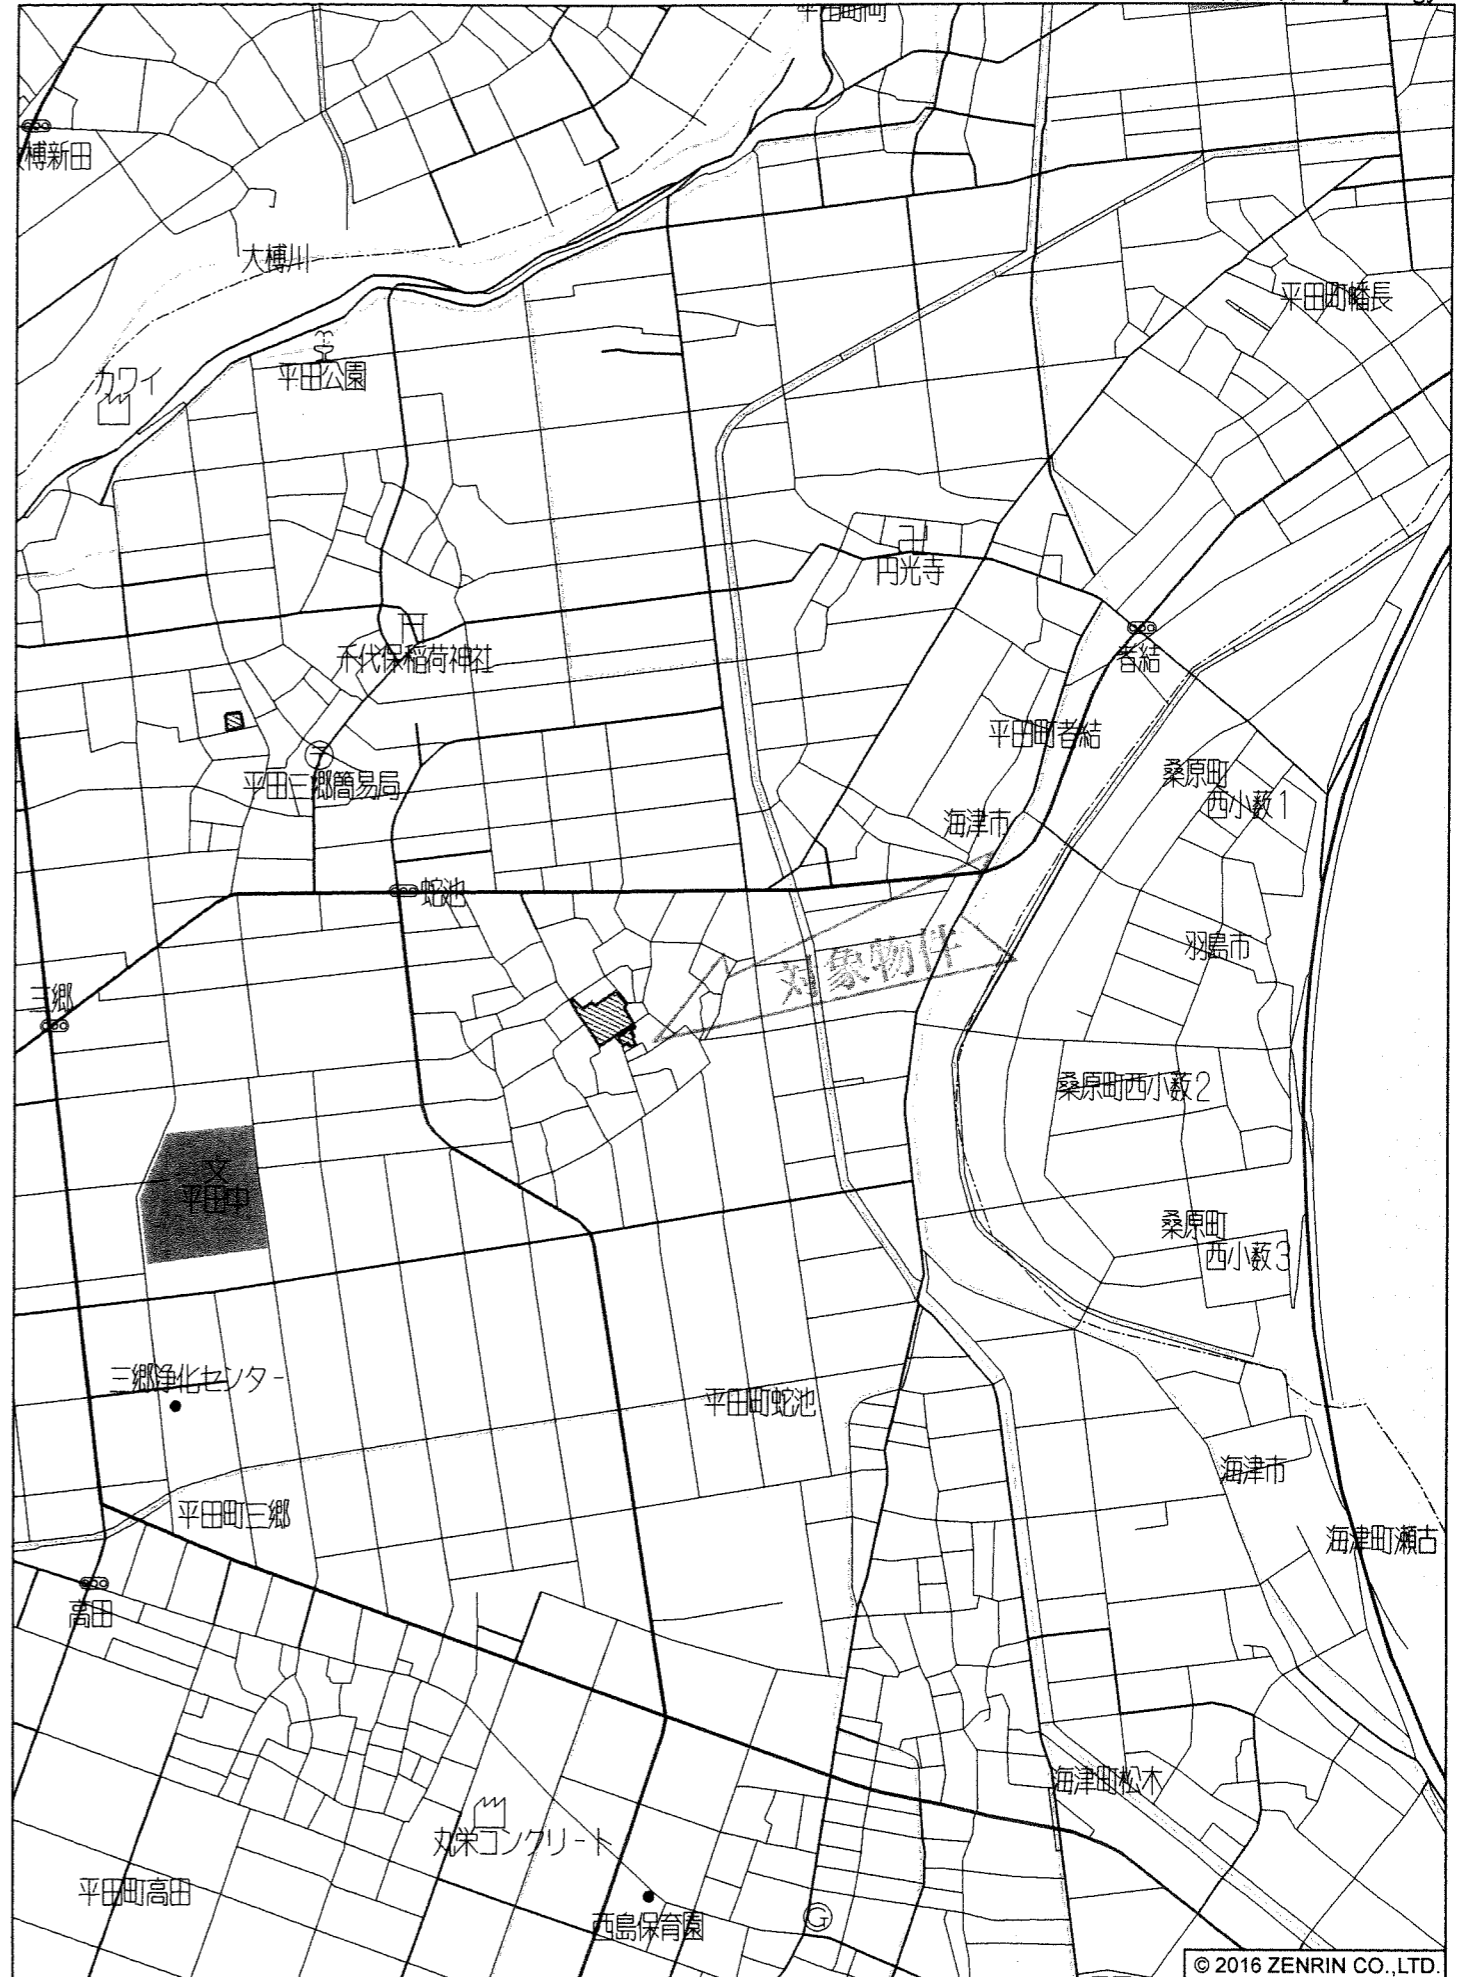 平田町岡
大榑川
榑新田
平田町幡長
カワイ
平田公園
円光寺
千代保稲荷神社
者結
平田町者結
平田三郷簡易局
桑原町
西小薮1
海津市
蛇池
対象物件
羽島市
三郷
桑原町西小薮2
文
平田中
桑原町
西小薮3
三郷浄化センター
平田町蛇池
海津市
平田町三郷
海津町瀬古
高田
海津町松木
丸栄コンクリート
平田町高田
西島保育園
G
© 2016 ZENRIN CO.,LTD.